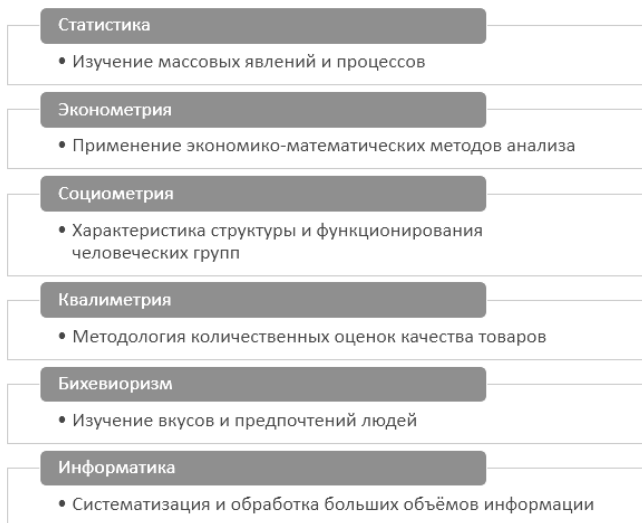 Статистика
• Изучение массовых явлений и процессов
Эконометрия
• Применение экономико-математических методов анализа
Социометрия
• Характеристика структуры и функционирования
человеческих групп
Квалиметрия
• Методология количественных оценок качества товаров
Бихевиоризм
• Изучение вкусов и предпочтений людей
Информатика
• Систематизация и обработка больших объёмов информации